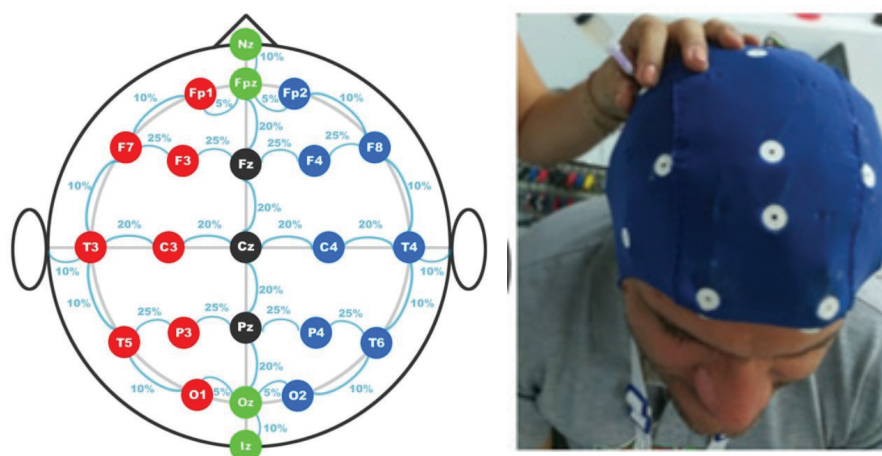 Nz
10%
Fp1 Fpz Fp2
10% 5% 5% 10%
20%
F7 25% F3 25% Fz 25% F4 25% F8
10% 20% 10%
20% 20% 20% 20%
T3 C3 Cz C4 T4
10% 10%
10% 20% 10%
25% 25% 25% 25%
T5 P3 Pz P4 T6
20%
10% O1 5% Oz 5% O2 10%
10%
Iz